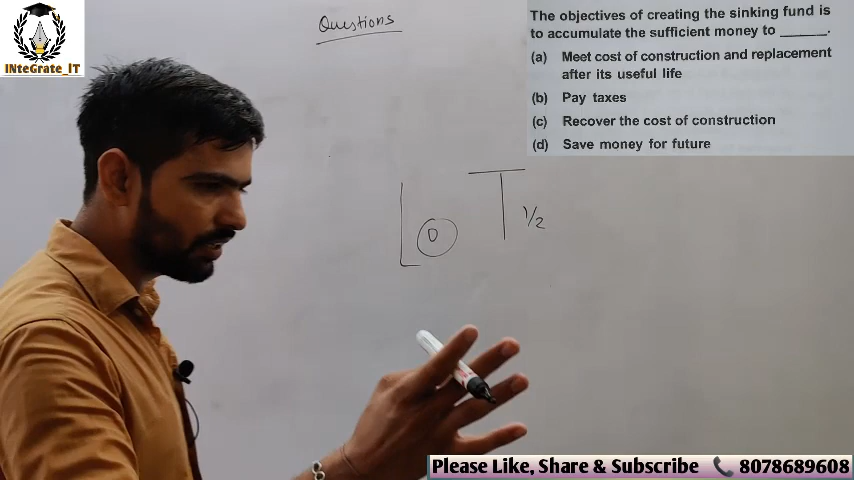 INteGrate_IT
Questions
The objectives of creating the sinking fund is
to accumulate the sufficient money to ______.
(a) Meet cost of construction and replacement
after its useful life
(b) Pay taxes
(c) Recover the cost of construction
(d) Save money for future
L0 T 1/2
Please Like, Share & Subscribe 📞 8078689608